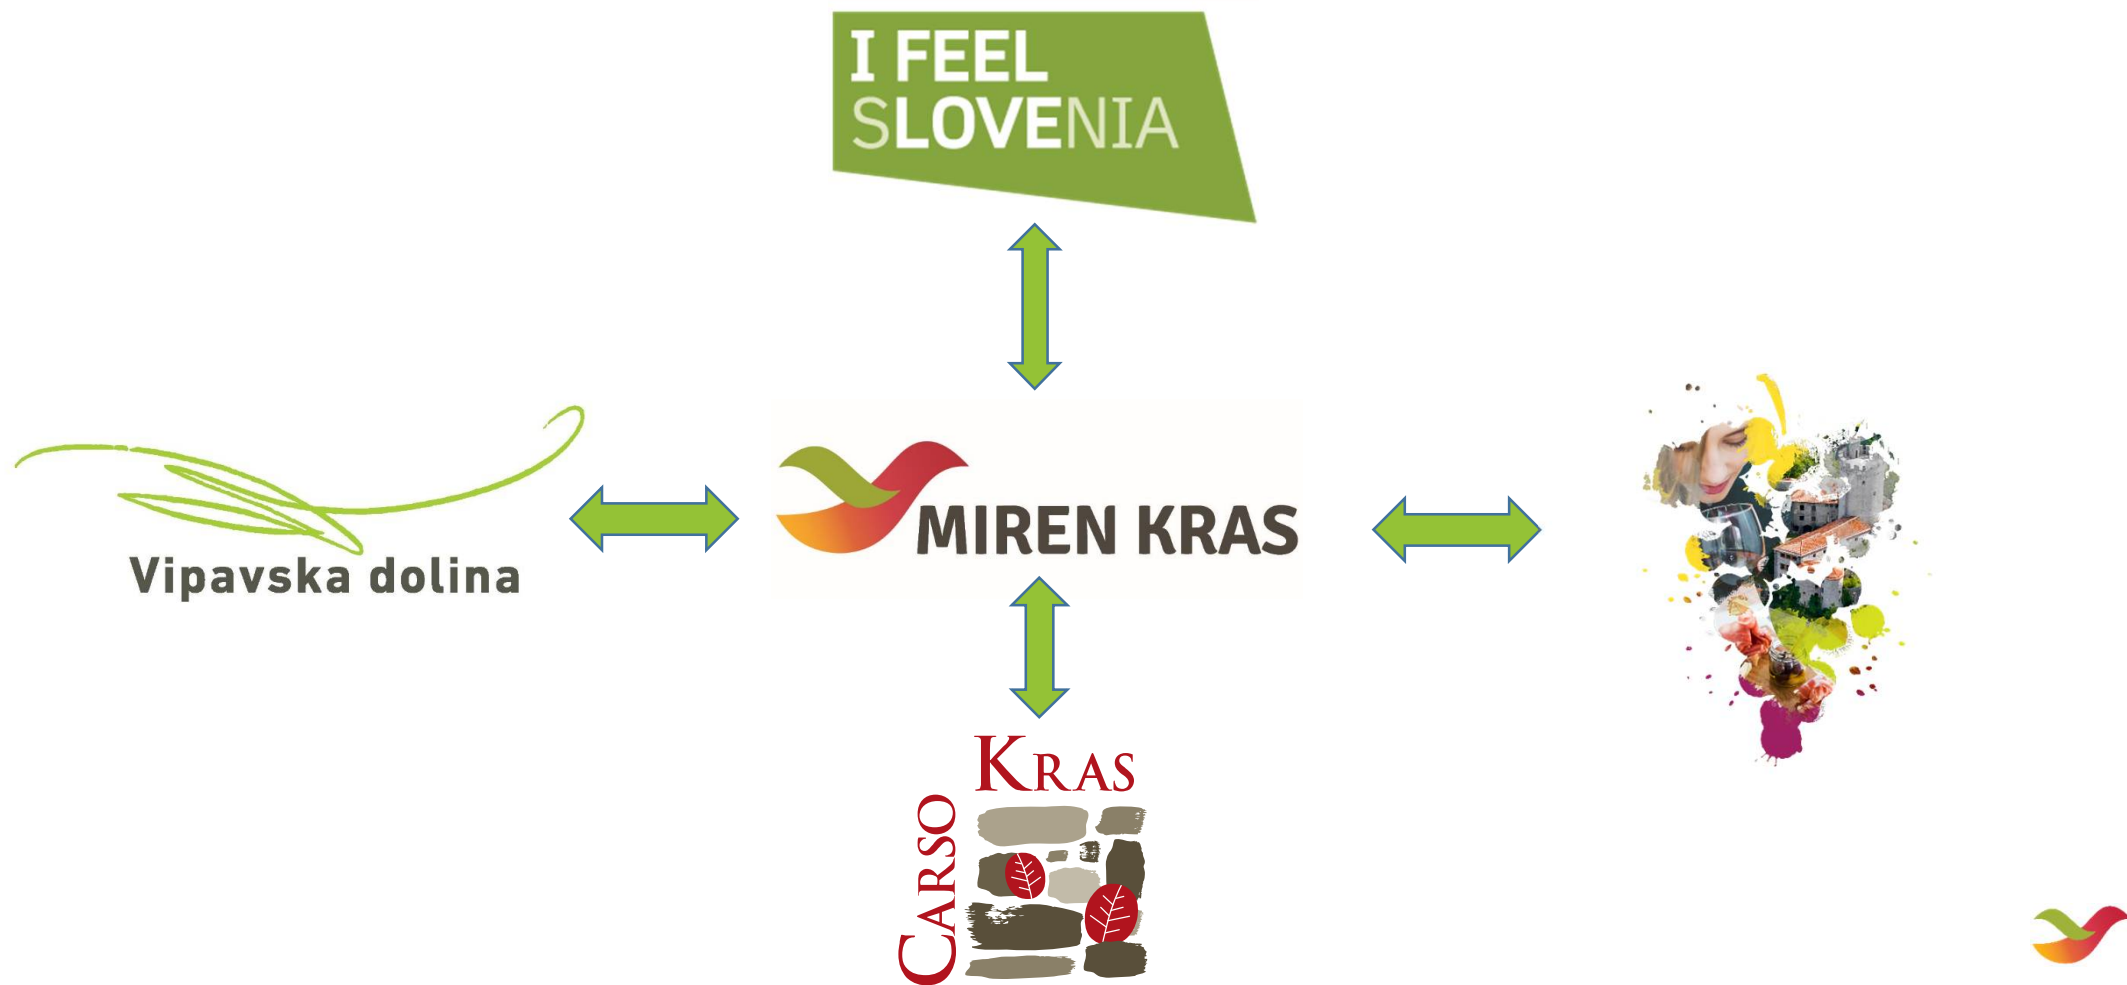 I FEEL
SLOVENIA
Vipavska dolina
MIREN KRAS
KRAS
CARSO